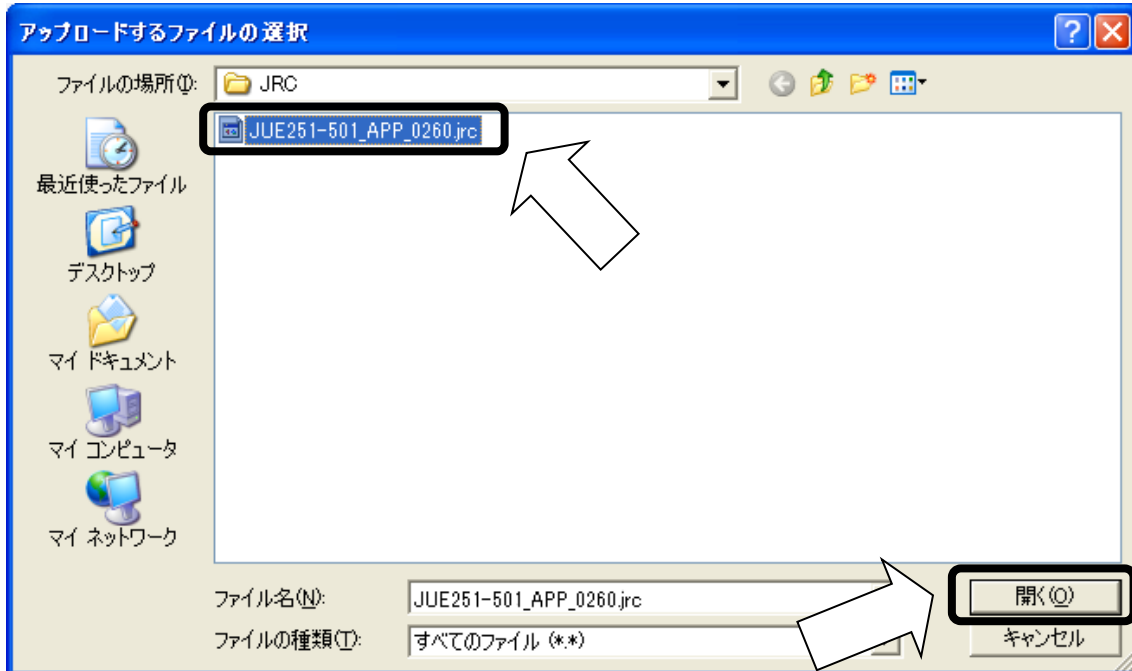 アップロードするファイルの選択
ファイルの場所(I):
JRC
JUE251-501_APP_0260.jrc
最近使ったファイル
デスクトップ
マイ ドキュメント
マイ コンピュータ
マイ ネットワーク
ファイル名(N):
JUE251-501_APP_0260.jrc
開く(O)
ファイルの種類(T):
すべてのファイル (*.*)
キャンセル